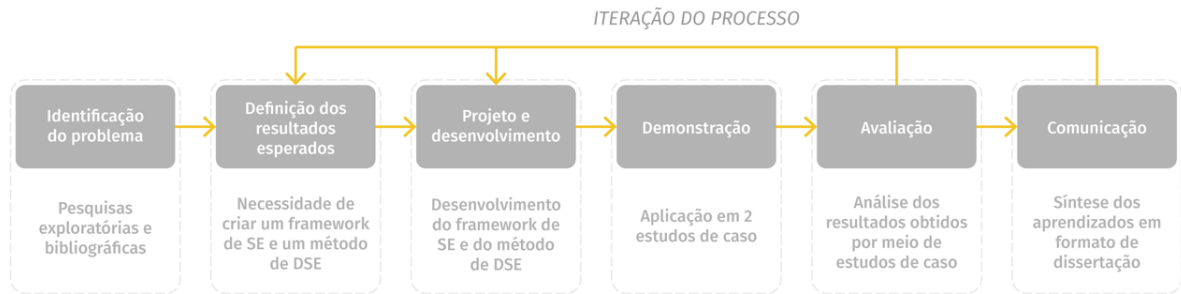 ITERAÇÃO DO PROCESSO
Identificação
do problema
Pesquisas
exploratórias e
bibliográficas
Definição dos
resultados
esperados
Necessidade de
criar um framework
de SE e um método
de DSE
Projeto e
desenvolvimento
Desenvolvimento
do framework de
SE e do método
de DSE
Demonstração
Aplicação em 2
estudos de caso
Avaliação
Análise dos
resultados obtidos
por meio de
estudos de caso
Comunicação
Síntese dos
aprendizados em
formato de
dissertação